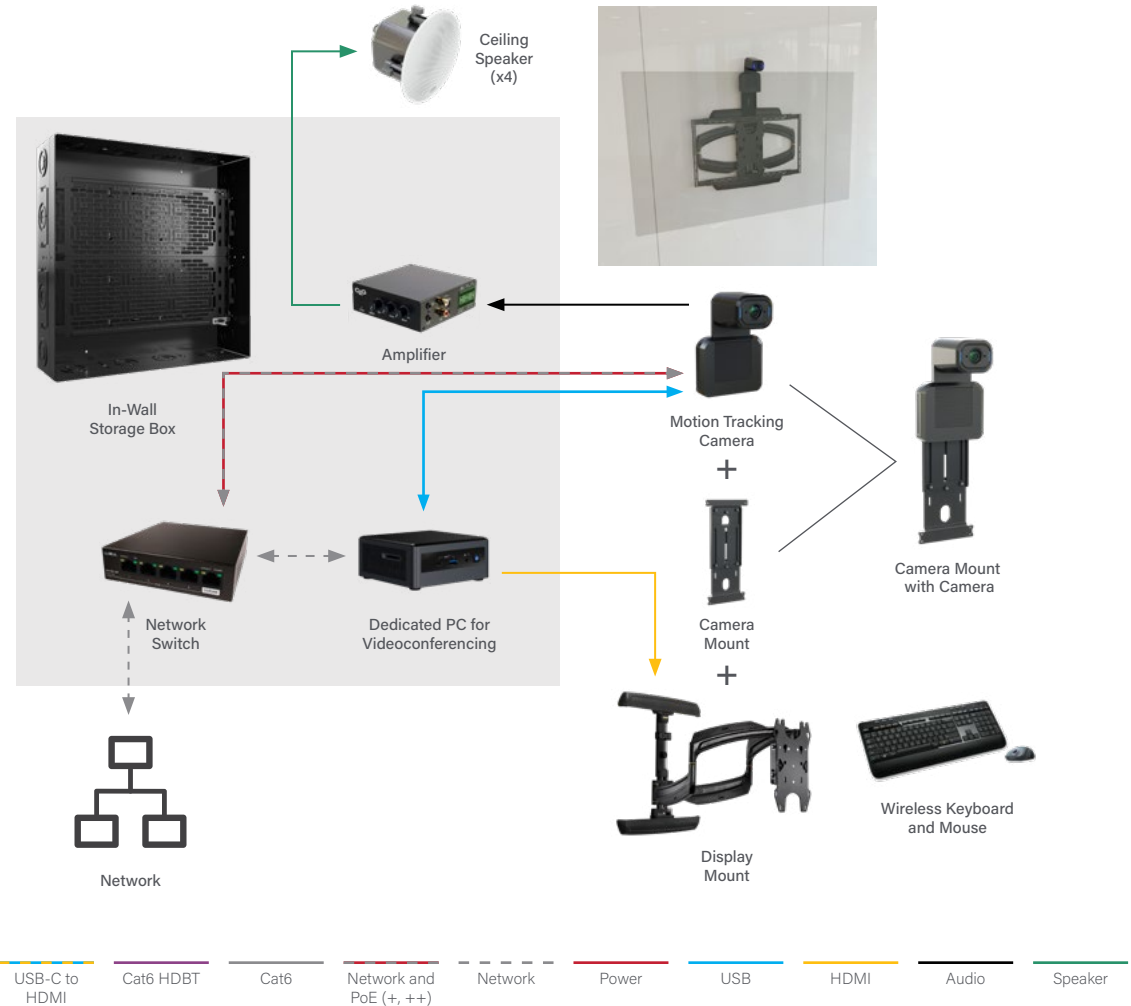 Ceiling
Speaker
(x4)
Amplifier
In-Wall
Storage Box
Motion Tracking
Camera
+
Camera Mount
with Camera
Network
Switch
Dedicated PC for
Videoconferencing
Camera
Mount
+
Wireless Keyboard
and Mouse
Display
Mount
Network
USB-C to
HDMI
Cat6 HDBT
Cat6
Network and
PoE (+, ++)
Network
Power
USB
HDMI
Audio
Speaker